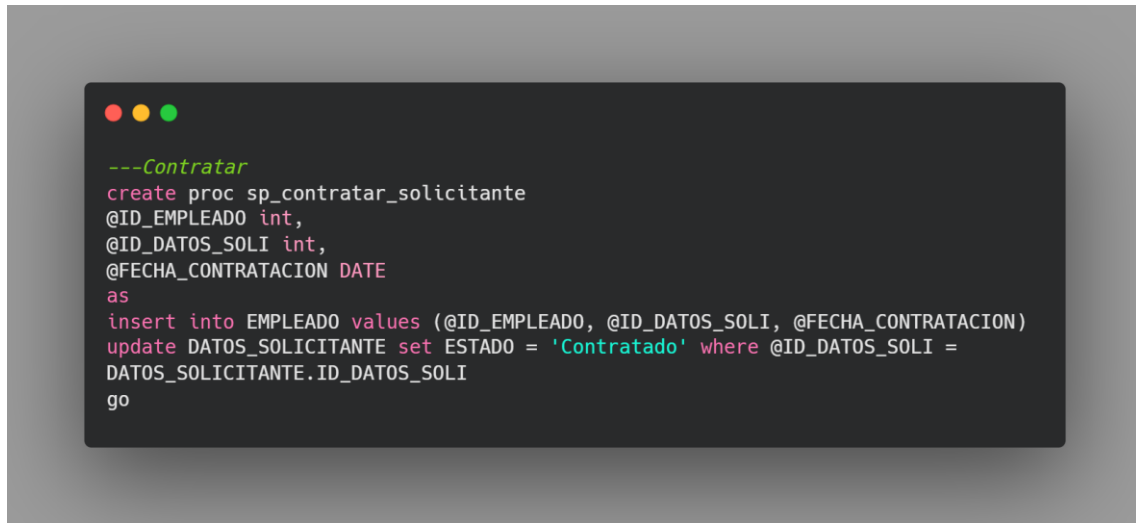 ---Contratar
create proc sp_contratar_solicitante
@ID_EMPLEADO int,
@ID_DATOS_SOLI int,
@FECHA_CONTRATACION DATE
as
insert into EMPLEADO values (@ID_EMPLEADO, @ID_DATOS_SOLI, @FECHA_CONTRATACION)
update DATOS_SOLICITANTE set ESTADO = 'Contratado' where @ID_DATOS_SOLI =
DATOS_SOLICITANTE.ID_DATOS_SOLI
go